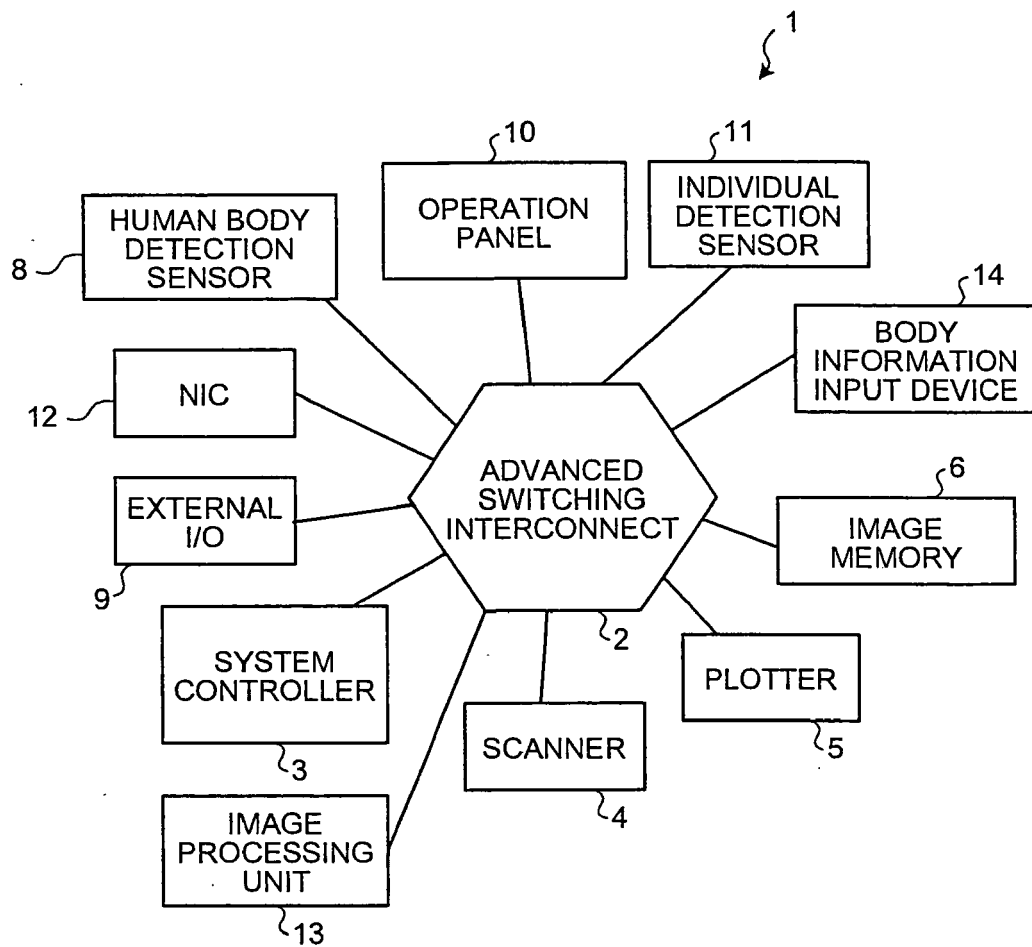 1
10
OPERATION
PANEL
11
INDIVIDUAL
DETECTION
SENSOR
HUMAN BODY
DETECTION
SENSOR
8
14
BODY
INFORMATION
INPUT DEVICE
NIC
12
ADVANCED
SWITCHING
INTERCONNECT
2
6
IMAGE
MEMORY
EXTERNAL
I/O
9
SYSTEM
CONTROLLER
3
PLOTTER
5
SCANNER
4
IMAGE
PROCESSING
UNIT
13